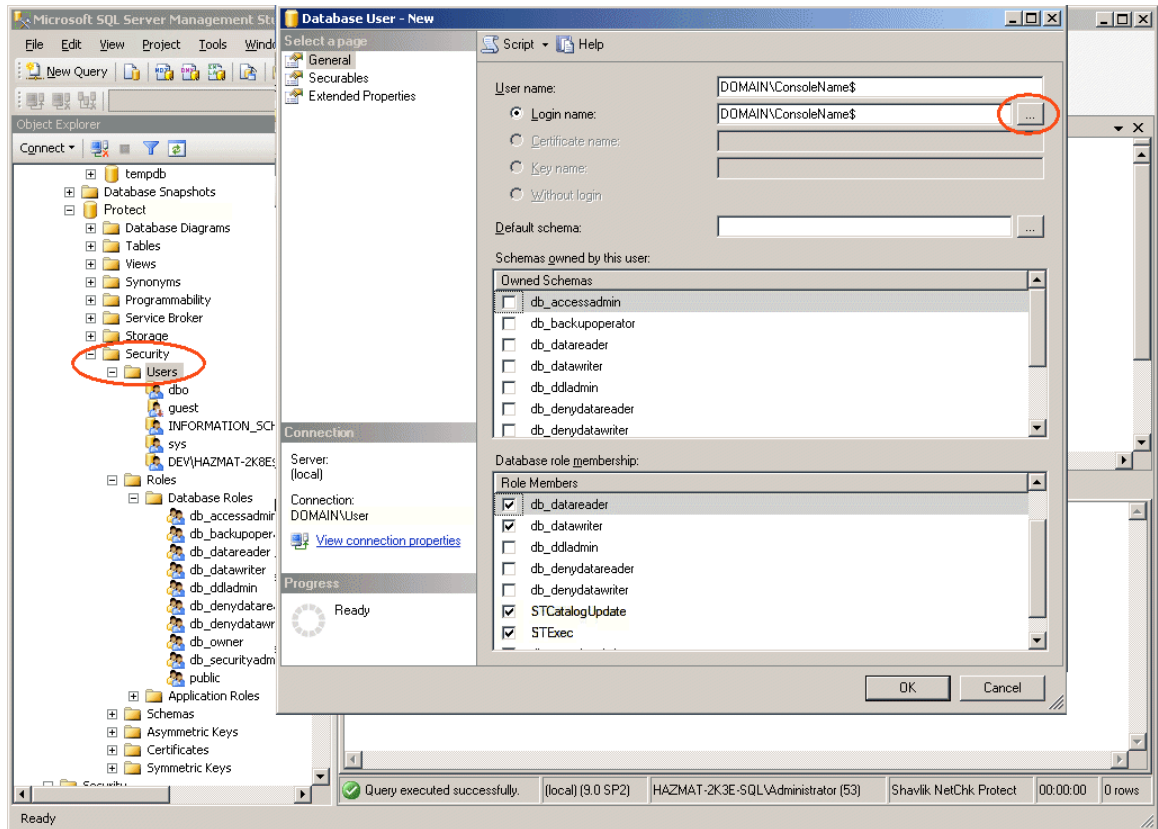 Microsoft SQL Server Management Stu
File Edit View Project Tools Windo
New Query
Object Explorer
Connect
tempdb
Database Snapshots
Protect
Database Diagrams
Tables
Views
Synonyms
Programmability
Service Broker
Storage
Security
Users
dbo
guest
INFORMATION_SCH
sys
DEV\HAZMAT-2K8ES
Roles
Database Roles
db_accessadmin
db_backupoper
db_datareader
db_datawriter
db_ddladmin
db_denydatare
db_denydatawr
db_owner
db_securityadm
public
Application Roles
Schemas
Asymmetric Keys
Certificates
Symmetric Keys
Security
Ready
Database User - New
Select a page
General
Securables
Extended Properties
Connection
Server:
(local)
Connection:
DOMAIN\User
View connection properties
Progress
Ready
Script Help
User name: DOMAIN\ConsoleName$
Login name: DOMAIN\ConsoleName$ ...
Certificate name:
Key name:
Without login
Default schema: ...
Schemas owned by this user:
Owned Schemas
db_accessadmin
db_backupoperator
db_datareader
db_datawriter
db_ddladmin
db_denydatareader
db_denydatawriter
Database role membership:
Role Members
db_datareader
db_datawriter
db_ddladmin
db_denydatareader
db_denydatawriter
STCatalogUpdate
STExec
OK Cancel
Query executed successfully. (local) (9.0 SP2) HAZMAT-2K3E-SQL\Administrator (53) Shavlik NetChk Protect 00:00:00 0 rows